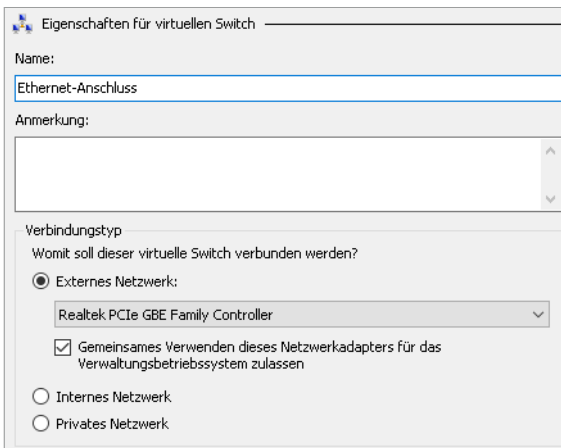 Eigenschaften für virtuellen Switch
Name:
Ethernet-Anschluss
Anmerkung:
Verbindungstyp
Womit soll dieser virtuelle Switch verbunden werden?
Externes Netzwerk:
Realtek PCIe GBE Family Controller
Gemeinsames Verwenden dieses Netzwerkadapters für das
Verwaltungsbetriebssystem zulassen
Internes Netzwerk
Privates Netzwerk